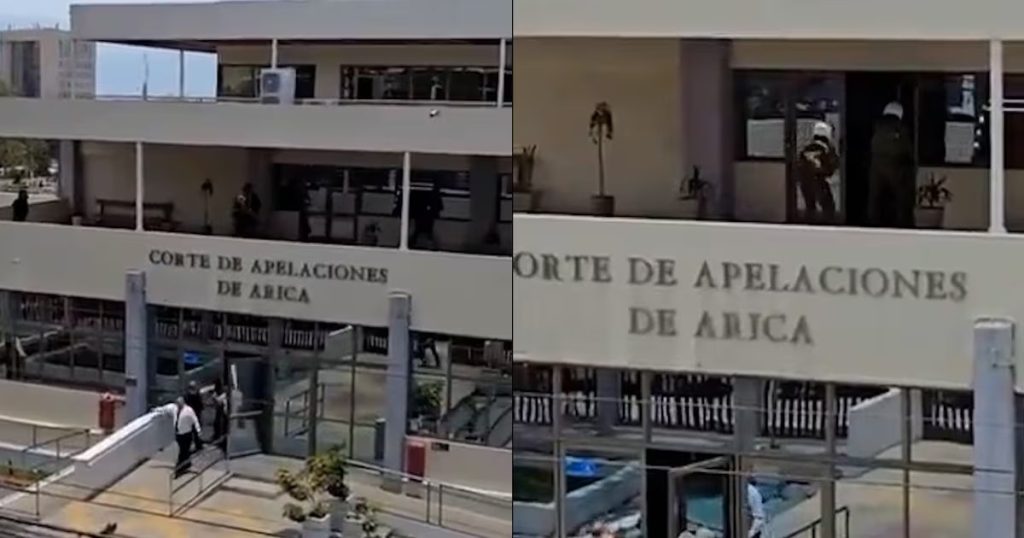 CORTE DE APELACIONES
DE ARICA
ORTE DE APELACIONES
DE ARICA